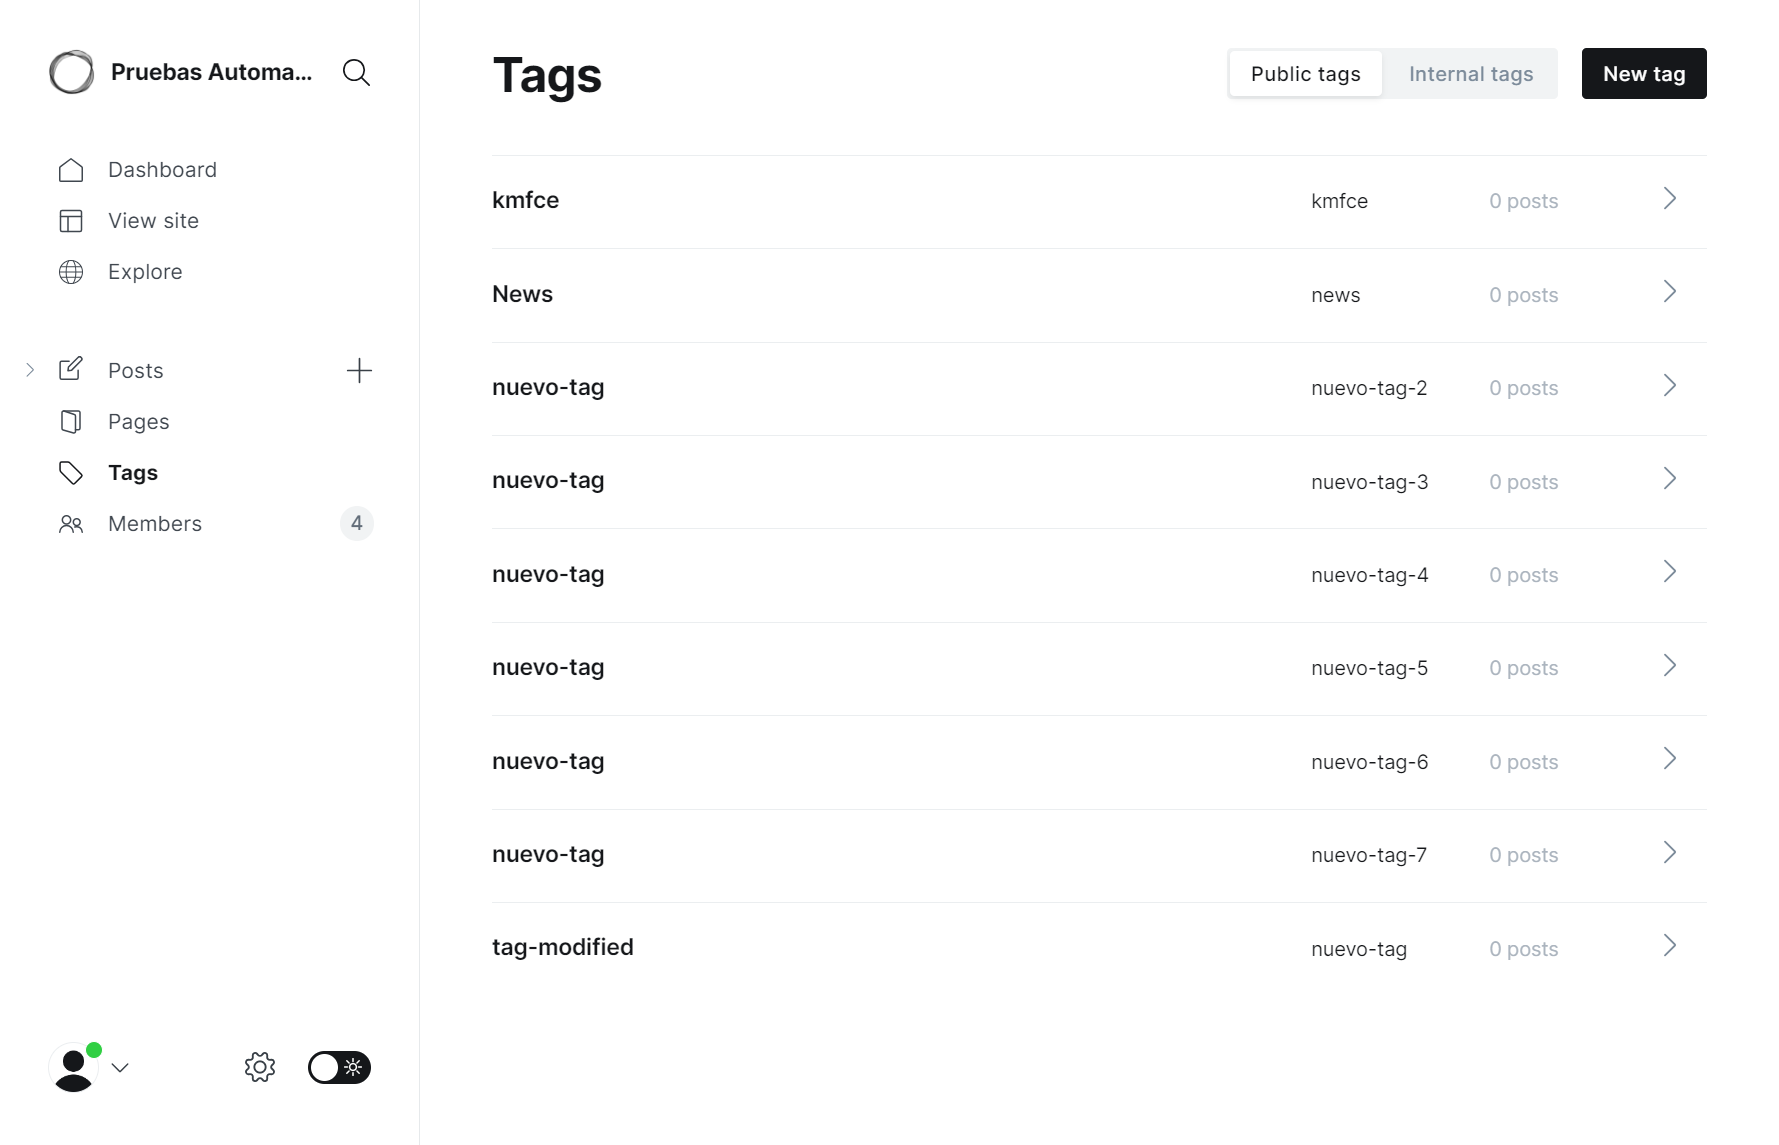 Pruebas Automa...
Dashboard
View site
Explore
Posts
Pages
Tags
Members 4
Tags
Public tags Internal tags New tag
kmfce kmfce 0 posts
News news 0 posts
nuevo-tag nuevo-tag-2 0 posts
nuevo-tag nuevo-tag-3 0 posts
nuevo-tag nuevo-tag-4 0 posts
nuevo-tag nuevo-tag-5 0 posts
nuevo-tag nuevo-tag-6 0 posts
nuevo-tag nuevo-tag-7 0 posts
tag-modified nuevo-tag 0 posts